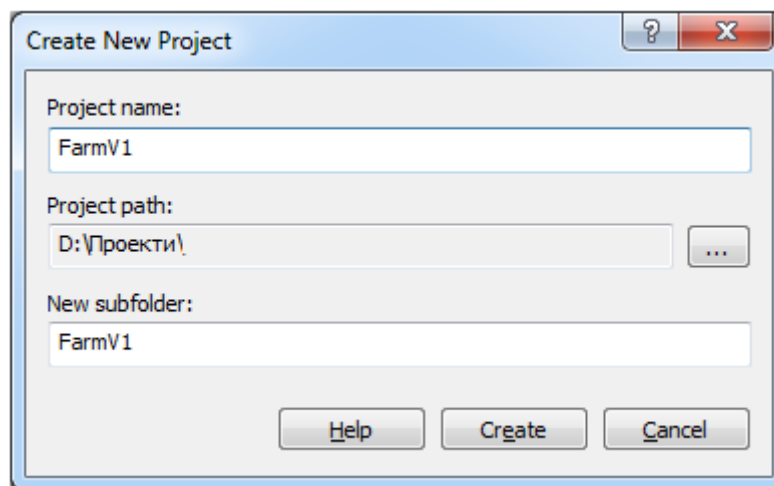 Create New Project
Project name:
FarmV1
Project path:
D:\Проекти\
...
New subfolder:
FarmV1
Help Create Cancel